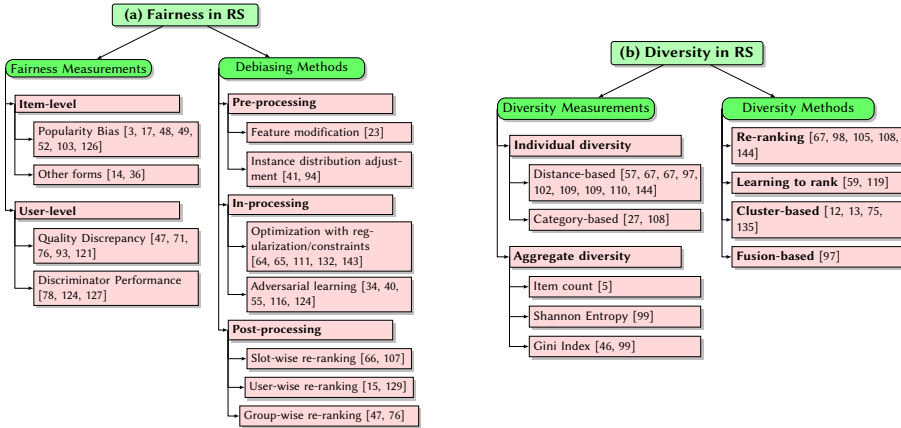 (a) Fairness in RS
Fairness Measurements
Item-level
Popularity Bias [3, 17, 48, 49,
52, 103, 126]
Other forms [14, 36]
User-level
Quality Discrepancy [47, 71,
76, 93, 121]
Discriminator Performance
[78, 124, 127]
Debiasing Methods
Pre-processing
Feature modification [23]
Instance distribution adjust-
ment [41, 94]
In-processing
Optimization with reg-
ularization/constraints
[64, 65, 111, 132, 143]
Adversarial learning [34, 40,
55, 116, 124]
Post-processing
Slot-wise re-ranking [66, 107]
User-wise re-ranking [15, 129]
Group-wise re-ranking [47, 76]
(b) Diversity in RS
Diversity Measurements
Individual diversity
Distance-based [57, 67, 67, 97,
102, 109, 109, 110, 144]
Category-based [27, 108]
Aggregate diversity
Item count [5]
Shannon Entropy [99]
Gini Index [46, 99]
Diversity Methods
Re-ranking [67, 98, 105, 108,
144]
Learning to rank [59, 119]
Cluster-based [12, 13, 75,
135]
Fusion-based [97]